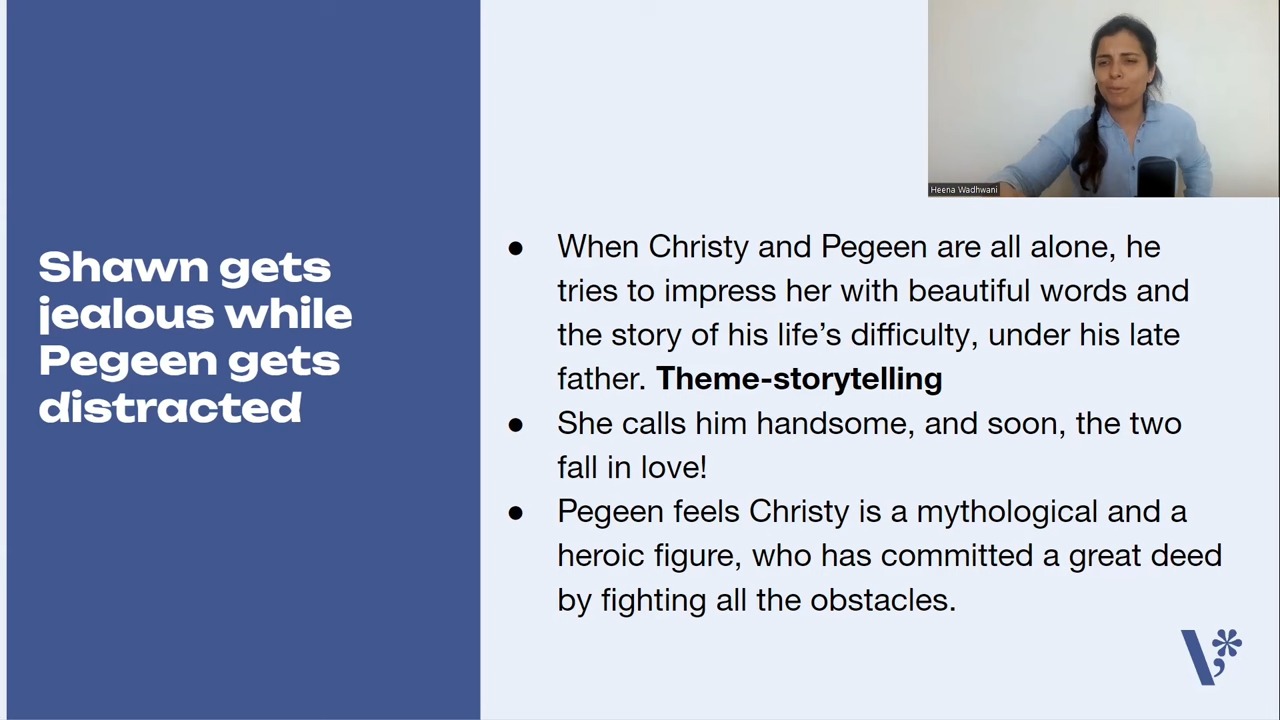 Heena Wadhwani
Shawn gets
jealous while
Pegeen gets
distracted
● When Christy and Pegeen are all alone, he
tries to impress her with beautiful words and
the story of his life’s difficulty, under his late
father. Theme-storytelling
● She calls him handsome, and soon, the two
fall in love!
● Pegeen feels Christy is a mythological and a
heroic figure, who has committed a great deed
by fighting all the obstacles.